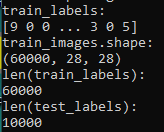 train_labels:
[9 0 0 ... 3 0 5]
train_images.shape:
(60000, 28, 28)
len(train_labels):
60000
len(test_labels):
10000